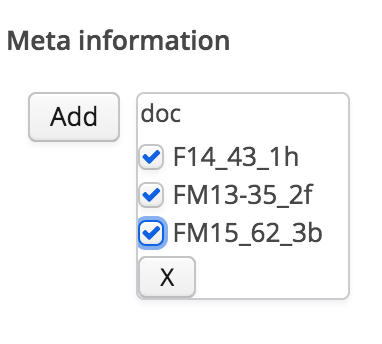 Meta information
Add
doc
F14_43_1h
FM13-35_2f
FM15_62_3b
X